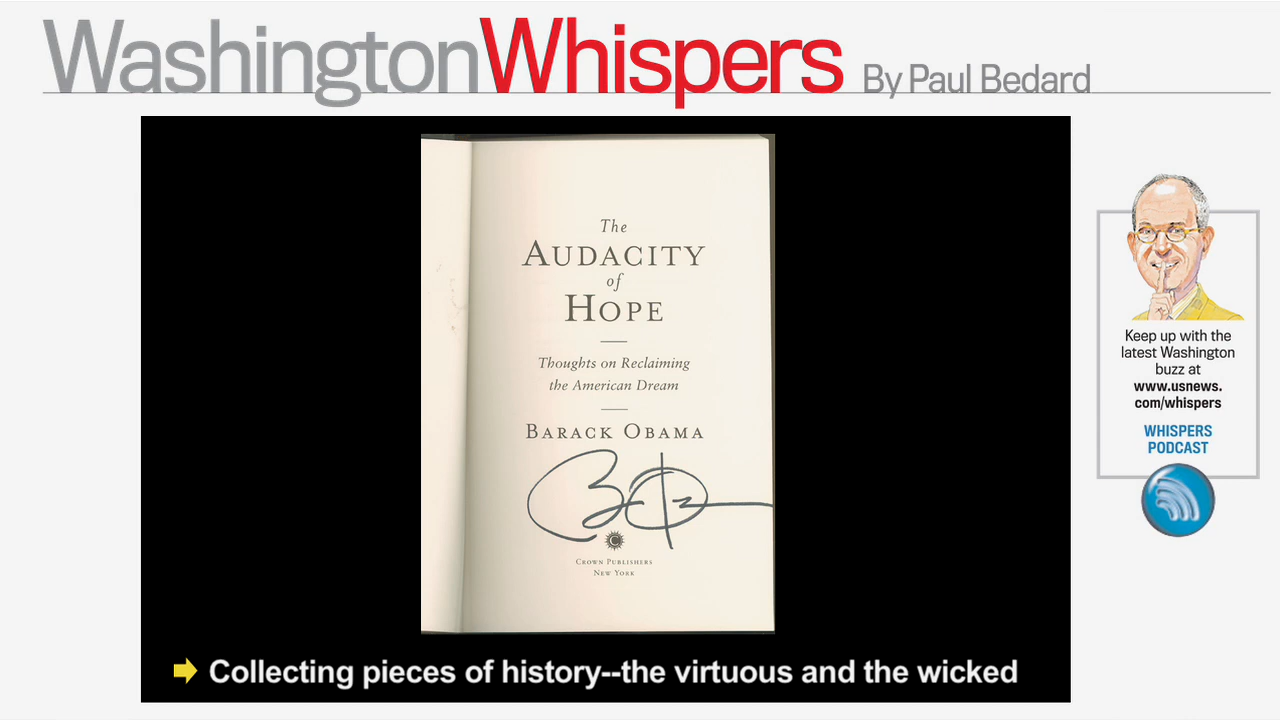 WashingtonWhispers By Paul Bedard
The
AUDACITY
of
HOPE
Thoughts on Reclaiming
the American Dream
BARACK OBAMA
C
CROWN PUBLISHERS
NEW YORK
Collecting pieces of history--the virtuous and the wicked
Keep up with the
latest Washington
buzz at
www.usnews.
com/whispers
WHISPERS
PODCAST